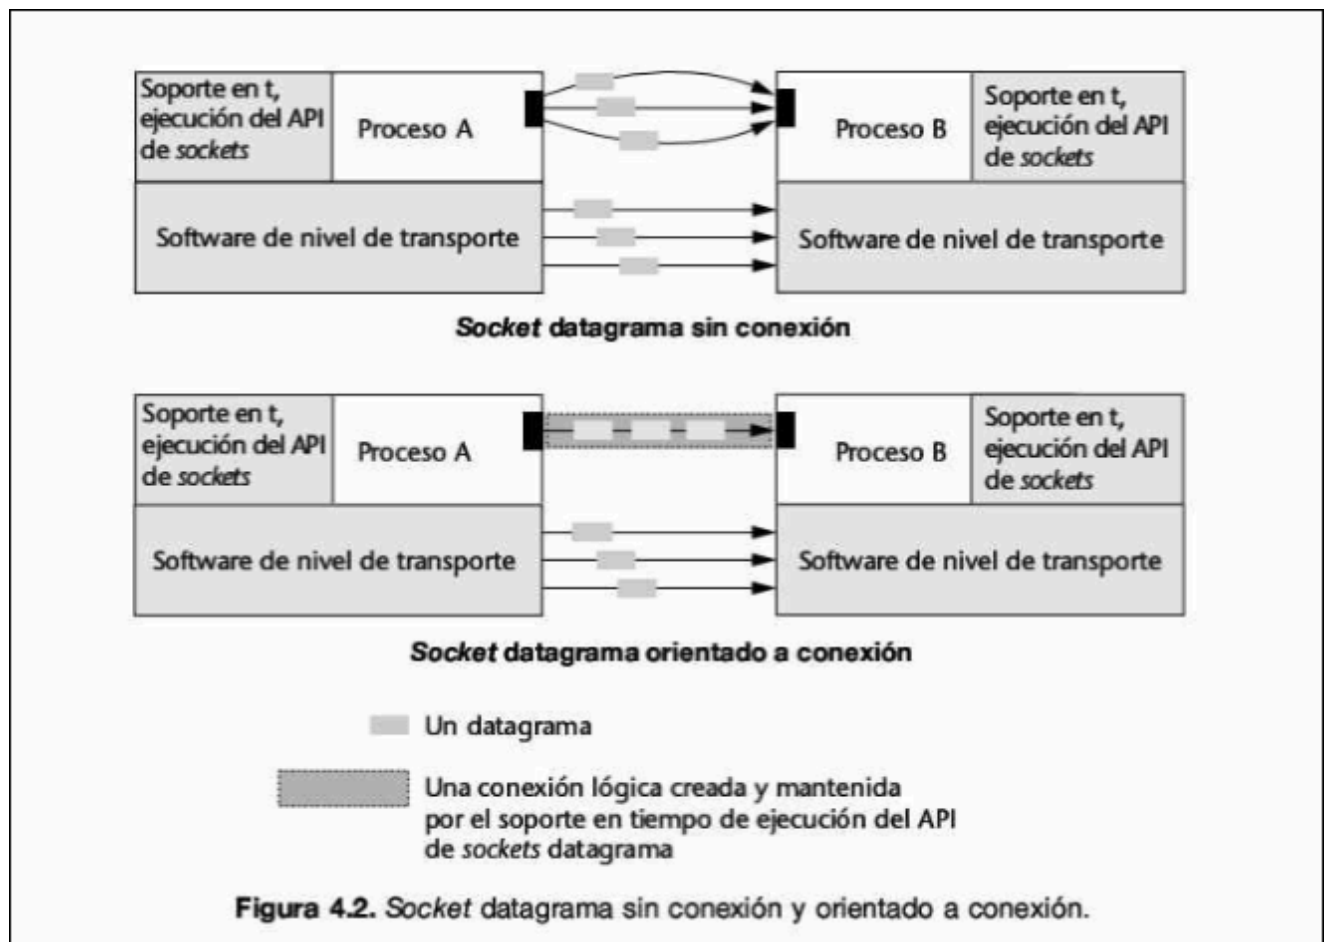 Soporte en t,
ejecución del API
de sockets
Proceso A
Proceso B
Soporte en t,
ejecución del API
de sockets
Software de nivel de transporte
Software de nivel de transporte
Socket datagrama sin conexión
Soporte en t,
ejecución del API
de sockets
Proceso A
Proceso B
Soporte en t,
ejecución del API
de sockets
Software de nivel de transporte
Software de nivel de transporte
Socket datagrama orientado a conexión
Un datagrama
Una conexión lógica creada y mantenida
por el soporte en tiempo de ejecución del API
de sockets datagrama
Figura 4.2. Socket datagrama sin conexión y orientado a conexión.